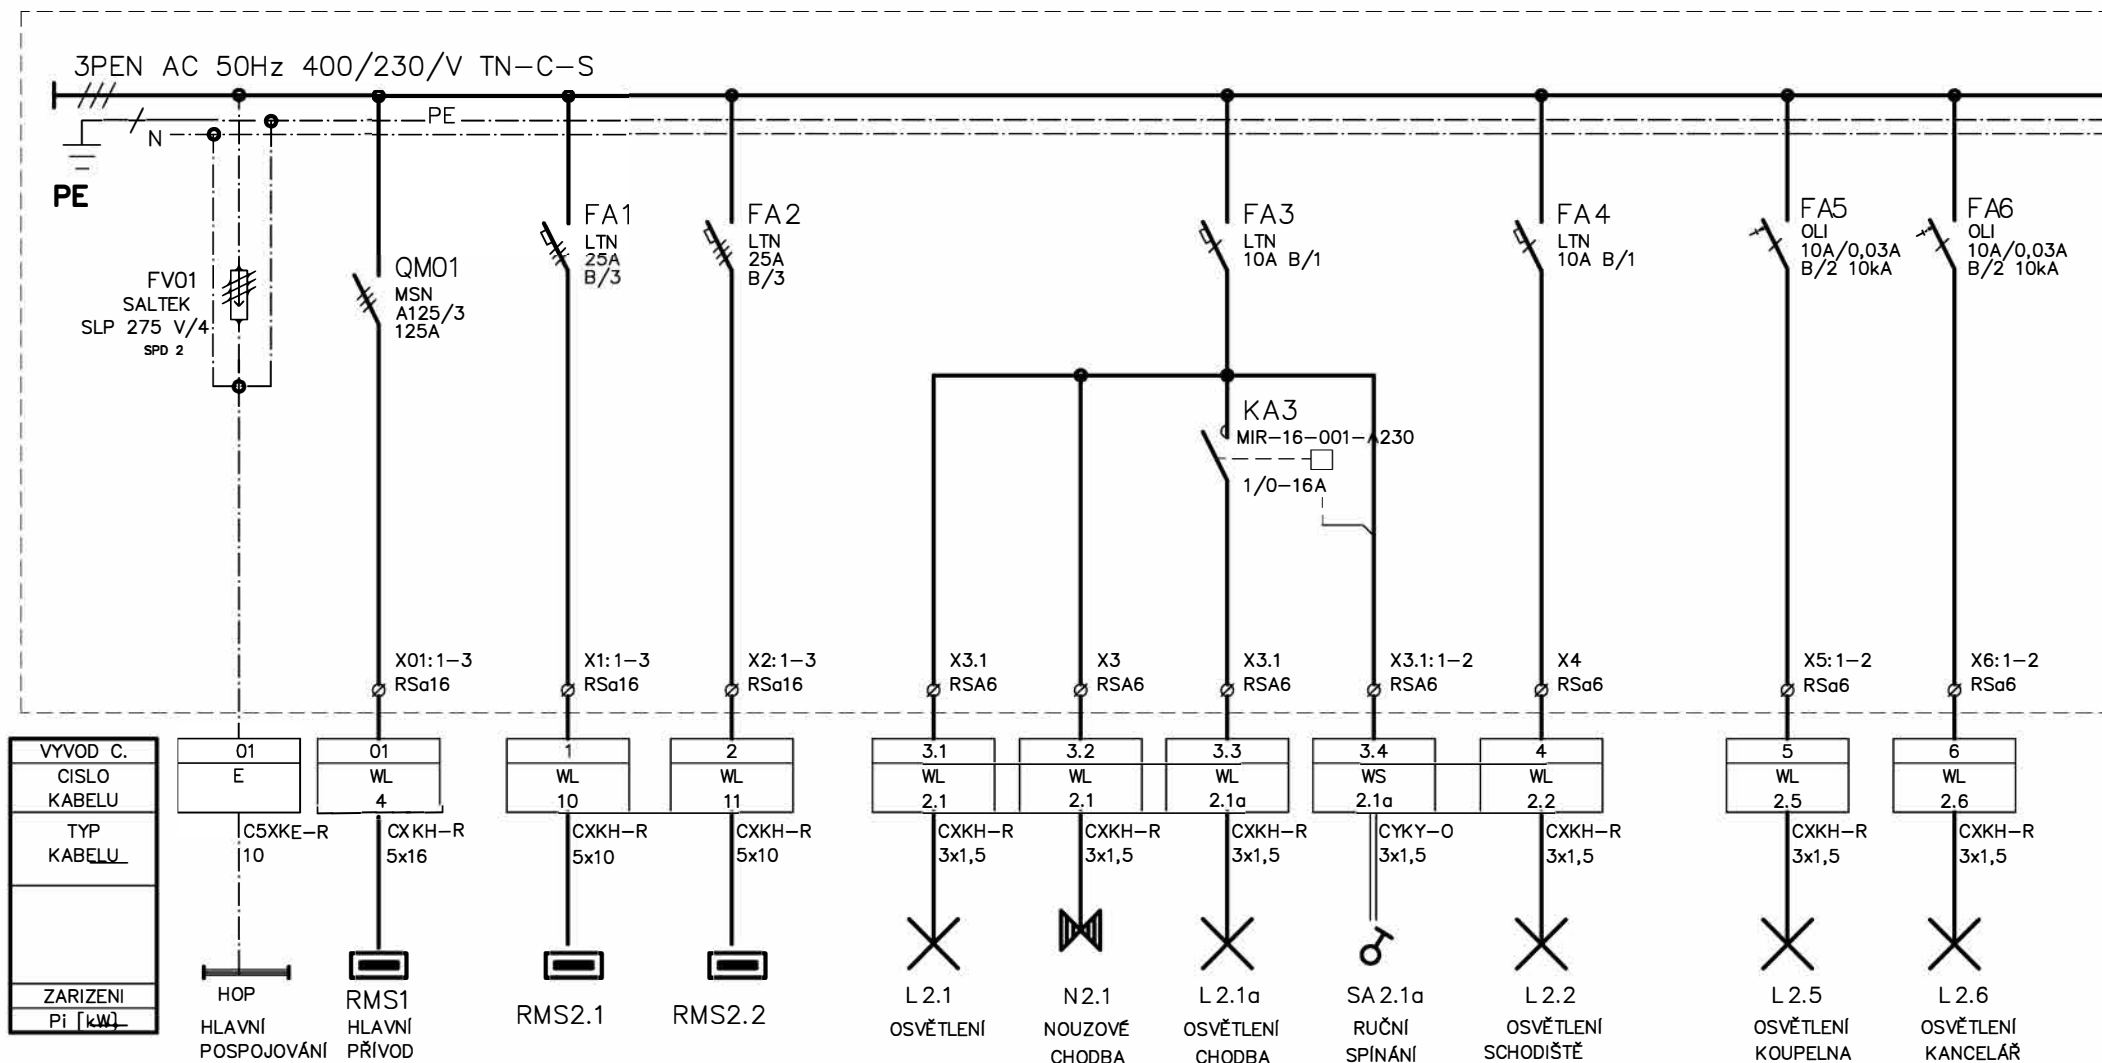 3PEN AC 50Hz 400/230/V TN-C-S
PE
N
PE
FV01
SALTEK
SLP 275 V/4
SPD 2
QM01
MSN
A125/3
125A
FA1
LTN
25A
B/3
FA2
LTN
25A
B/3
FA3
LTN
10A B/1
KA3
MIR-16-001-A230
1/0-16A
FA4
LTN
10A B/1
FA5
OLI
10A/0,03A
B/2 10kA
FA6
OLI
10A/0,03A
B/2 10kA
X01:1-3
RSa16
X1:1-3
RSa16
X2:1-3
RSa16
X3.1
RSA6
X3
RSA6
X3.1
RSA6
X3.1:1-2
RSA6
X4
RSa6
X5:1-2
RSa6
X6:1-2
RSa6
VYVOD C. 01 01 1 2 3.1 3.2 3.3 3.4 4 5 6
CISLO E WL WL WL WL WL WL WS WL WL WL
KABELU 4 10 11 2.1 2.1 2.1a 2.1a 2.2 2.5 2.6
TYP C5XKE-R CXKH-R CXKH-R CXKH-R CXKH-R CXKH-R CXKH-R CYKY-O CXKH-R CXKH-R CXKH-R
KABELU 10 5x16 5x10 5x10 3x1,5 3x1,5 3x1,5 3x1,5 3x1,5 3x1,5 3x1,5
ZARIZENI HOP RMS1 RMS2.1 RMS2.2 L2.1 N2.1 L2.1a SA2.1a L2.2 L2.5 L2.6
Pi [kW]
HLAVNÍ
POSPOJOVÁNÍ
HLAVNÍ
PŘÍVOD
OSVĚTLENÍ
NOUZOVÉ
CHODBA
OSVĚTLENÍ
CHODBA
RUČNÍ
SPÍNÁNÍ
OSVĚTLENÍ
SCHODIŠTĚ
OSVĚTLENÍ
KOUPELNA
OSVĚTLENÍ
KANCELÁŘ